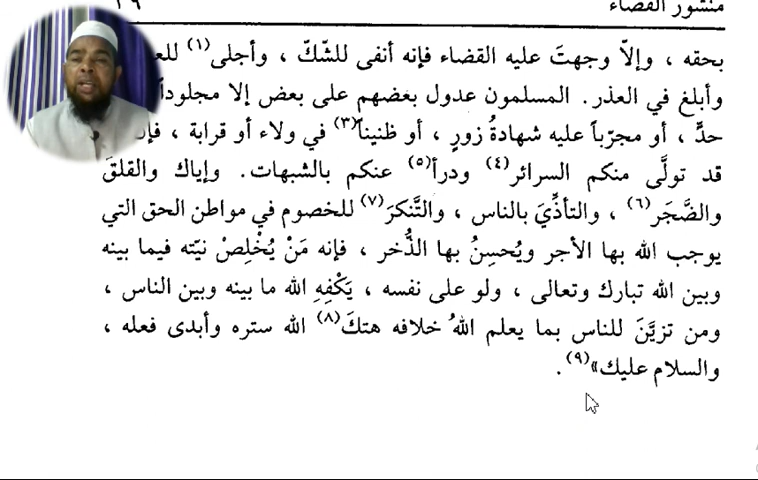 منشور القضاء ٢٩
بحقه ، وإلاّ وجهتَ عليه القضاء فإنه أنفى للشّكّ ، وأجلى(١)
وأبلغ في العذر. المسلمون عدول بعضهم على بعض إلا مجلوداً
حدٍّ ، أو مجرّباً عليه شهادةُ زورٍ ، أو ظنيناً(٣) في ولاء أو قرابة ،
قد تولَّى منكم السرائر(٤) ودرأ(٥) عنكم بالشبهات. وإياك والقلقَ
والضَّجَر(٦) ، والتأذِّيَ بالناس ، والتَّنكرَ(٧) للخصوم في مواطن الحق التي
يوجب الله بها الأجر ويُحسِنُ بها الذُّخر ، فإنه مَنْ يُخْلِصْ نيّته فيما بينه
وبين الله تبارك وتعالى ، ولو على نفسه ، يَكْفِهِ الله ما بينه وبين الناس ،
ومن تزيَّنَ للناس بما يعلم اللهُ خلافه هتكَ(٨) الله ستره وأبدى فعله ،
والسلام عليك»(٩).